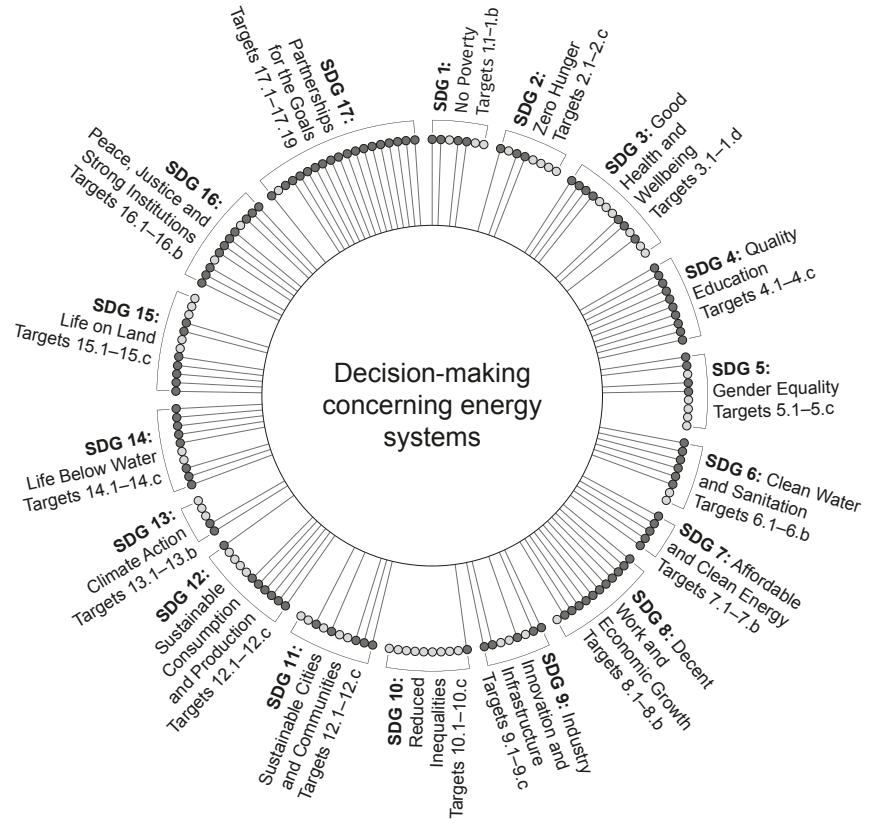 SDG 1:
No Poverty
Targets 1.1–1.b
SDG 2:
Zero Hunger
Targets 2.1–2.c
SDG 3: Good
Health and
Wellbeing
Targets 3.1–1.d
SDG 4: Quality
Education
Targets 4.1–4.c
SDG 5:
Gender Equality
Targets 5.1–5.c
SDG 6: Clean Water
and Sanitation
Targets 6.1–6.b
SDG 7: Affordable
and Clean Energy
Targets 7.1–7.b
SDG 8: Decent
Work and
Economic Growth
Targets 8.1–8.b
SDG 9: Industry
Innovation and
Infrastructure
Targets 9.1–9.c
SDG 10:
Reduced
Inequalities
Targets 10.1–10.c
SDG 11:
Sustainable Cities
and Communities
Targets 12.1–12.c
SDG 12:
Sustainable
Consumption
and Production
Targets 12.1–12.c
SDG 13:
Climate Action
Targets 13.1–13.b
SDG 14:
Life Below Water
Targets 14.1–14.c
SDG 15:
Life on Land
Targets 15.1–15.c
SDG 16:
Peace, Justice and
Strong Institutions
Targets 16.1–16.b
SDG 17:
Partnerships
for the Goals
Targets 17.1–17.19
Decision-making
concerning energy
systems